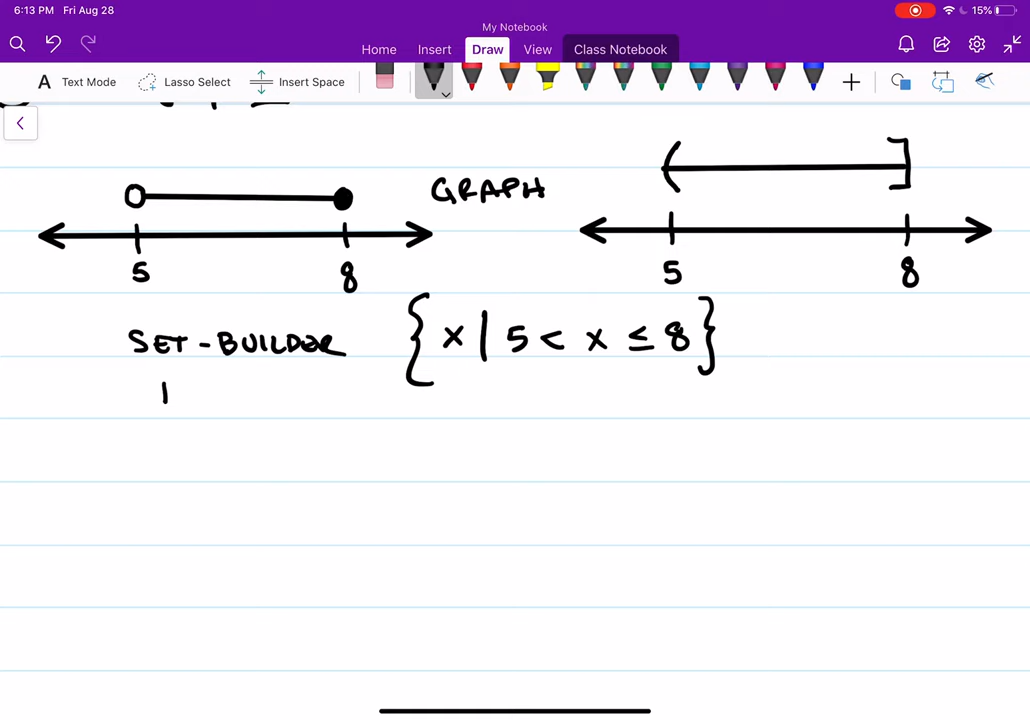 6:13 PM Fri Aug 28
15%
My Notebook
Home Insert Draw View Class Notebook
A Text Mode Lasso Select Insert Space
GRAPH
5 8
5 8
SET-BUILDER { x | 5 < x ≤ 8 }